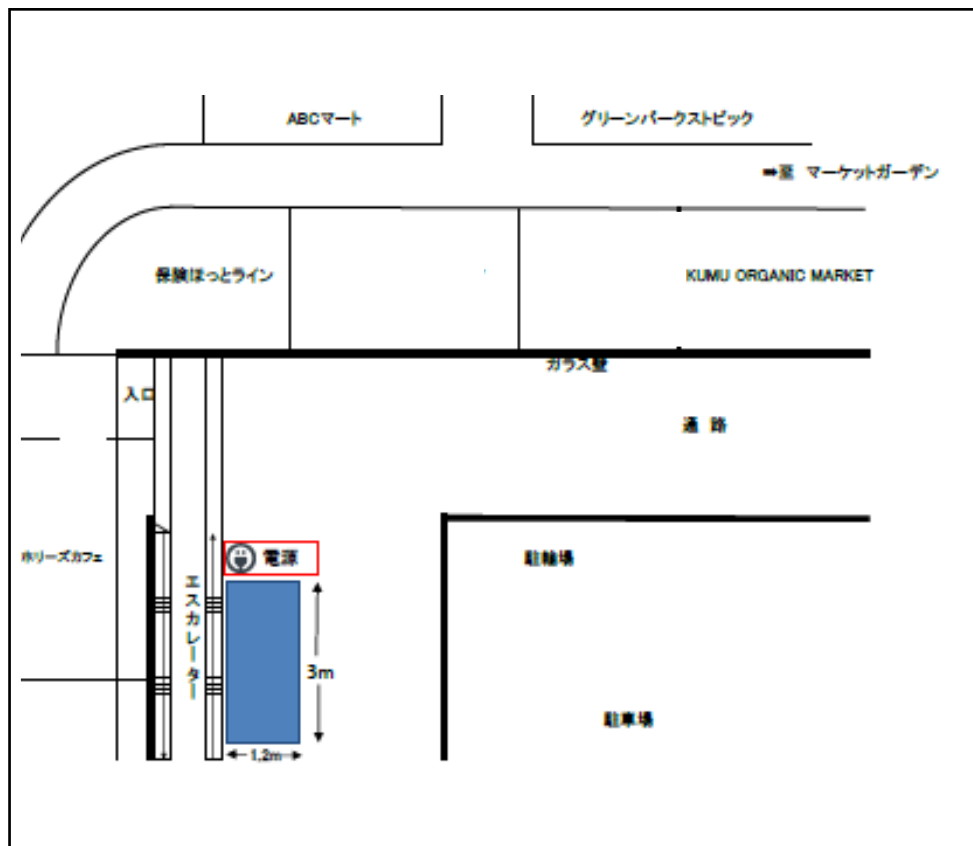 ABCマート
グリーンパークストピック
➡至 マーケットガーデン
保険ほっとライン
KUMU ORGANIC MARKET
ガラス壁
入口
通 路
ホリーズカフェ
電源
駐輪場
エスカレーター
3m
駐車場
1,2m